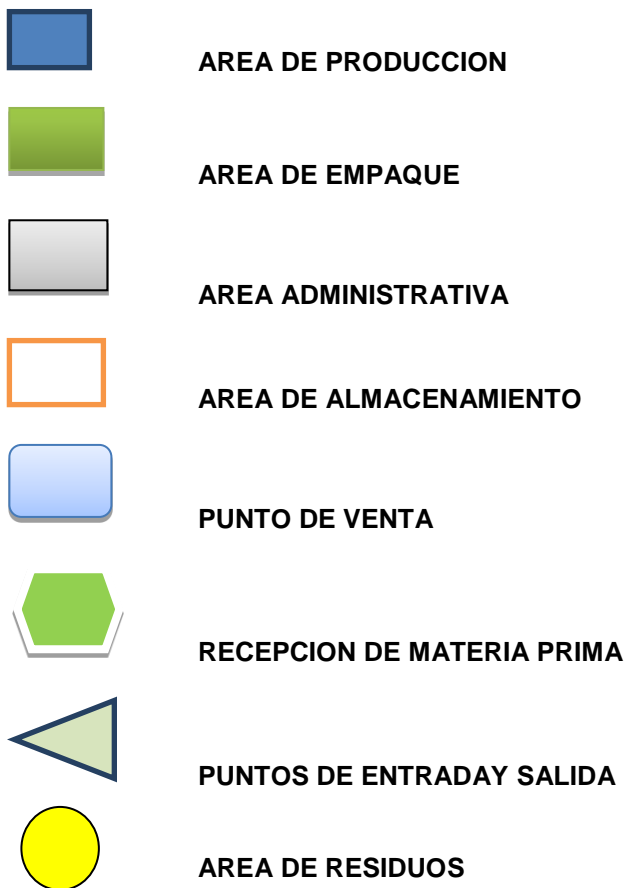 AREA DE PRODUCCION
AREA DE EMPAQUE
AREA ADMINISTRATIVA
AREA DE ALMACENAMIENTO
PUNTO DE VENTA
RECEPCION DE MATERIA PRIMA
PUNTOS DE ENTRADAY SALIDA
AREA DE RESIDUOS